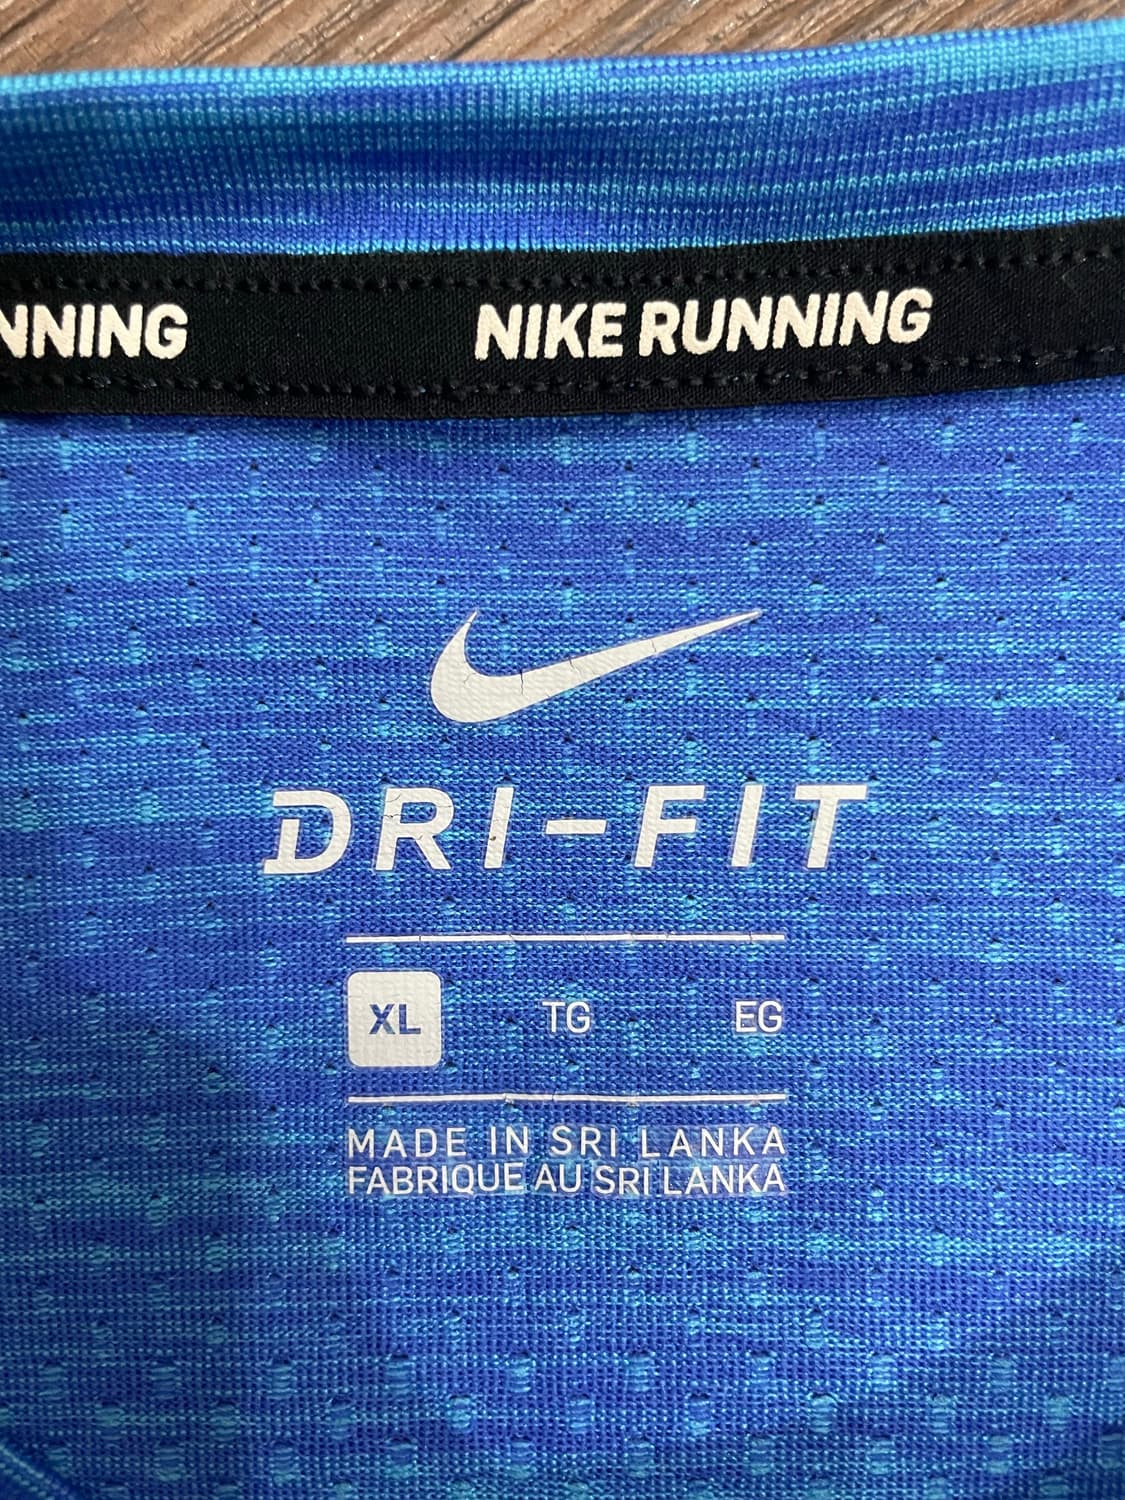 NNING NIKE RUNNING
DRI-FIT
XL TG EG
MADE IN SRI LANKA
FABRIQUE AU SRI LANKA